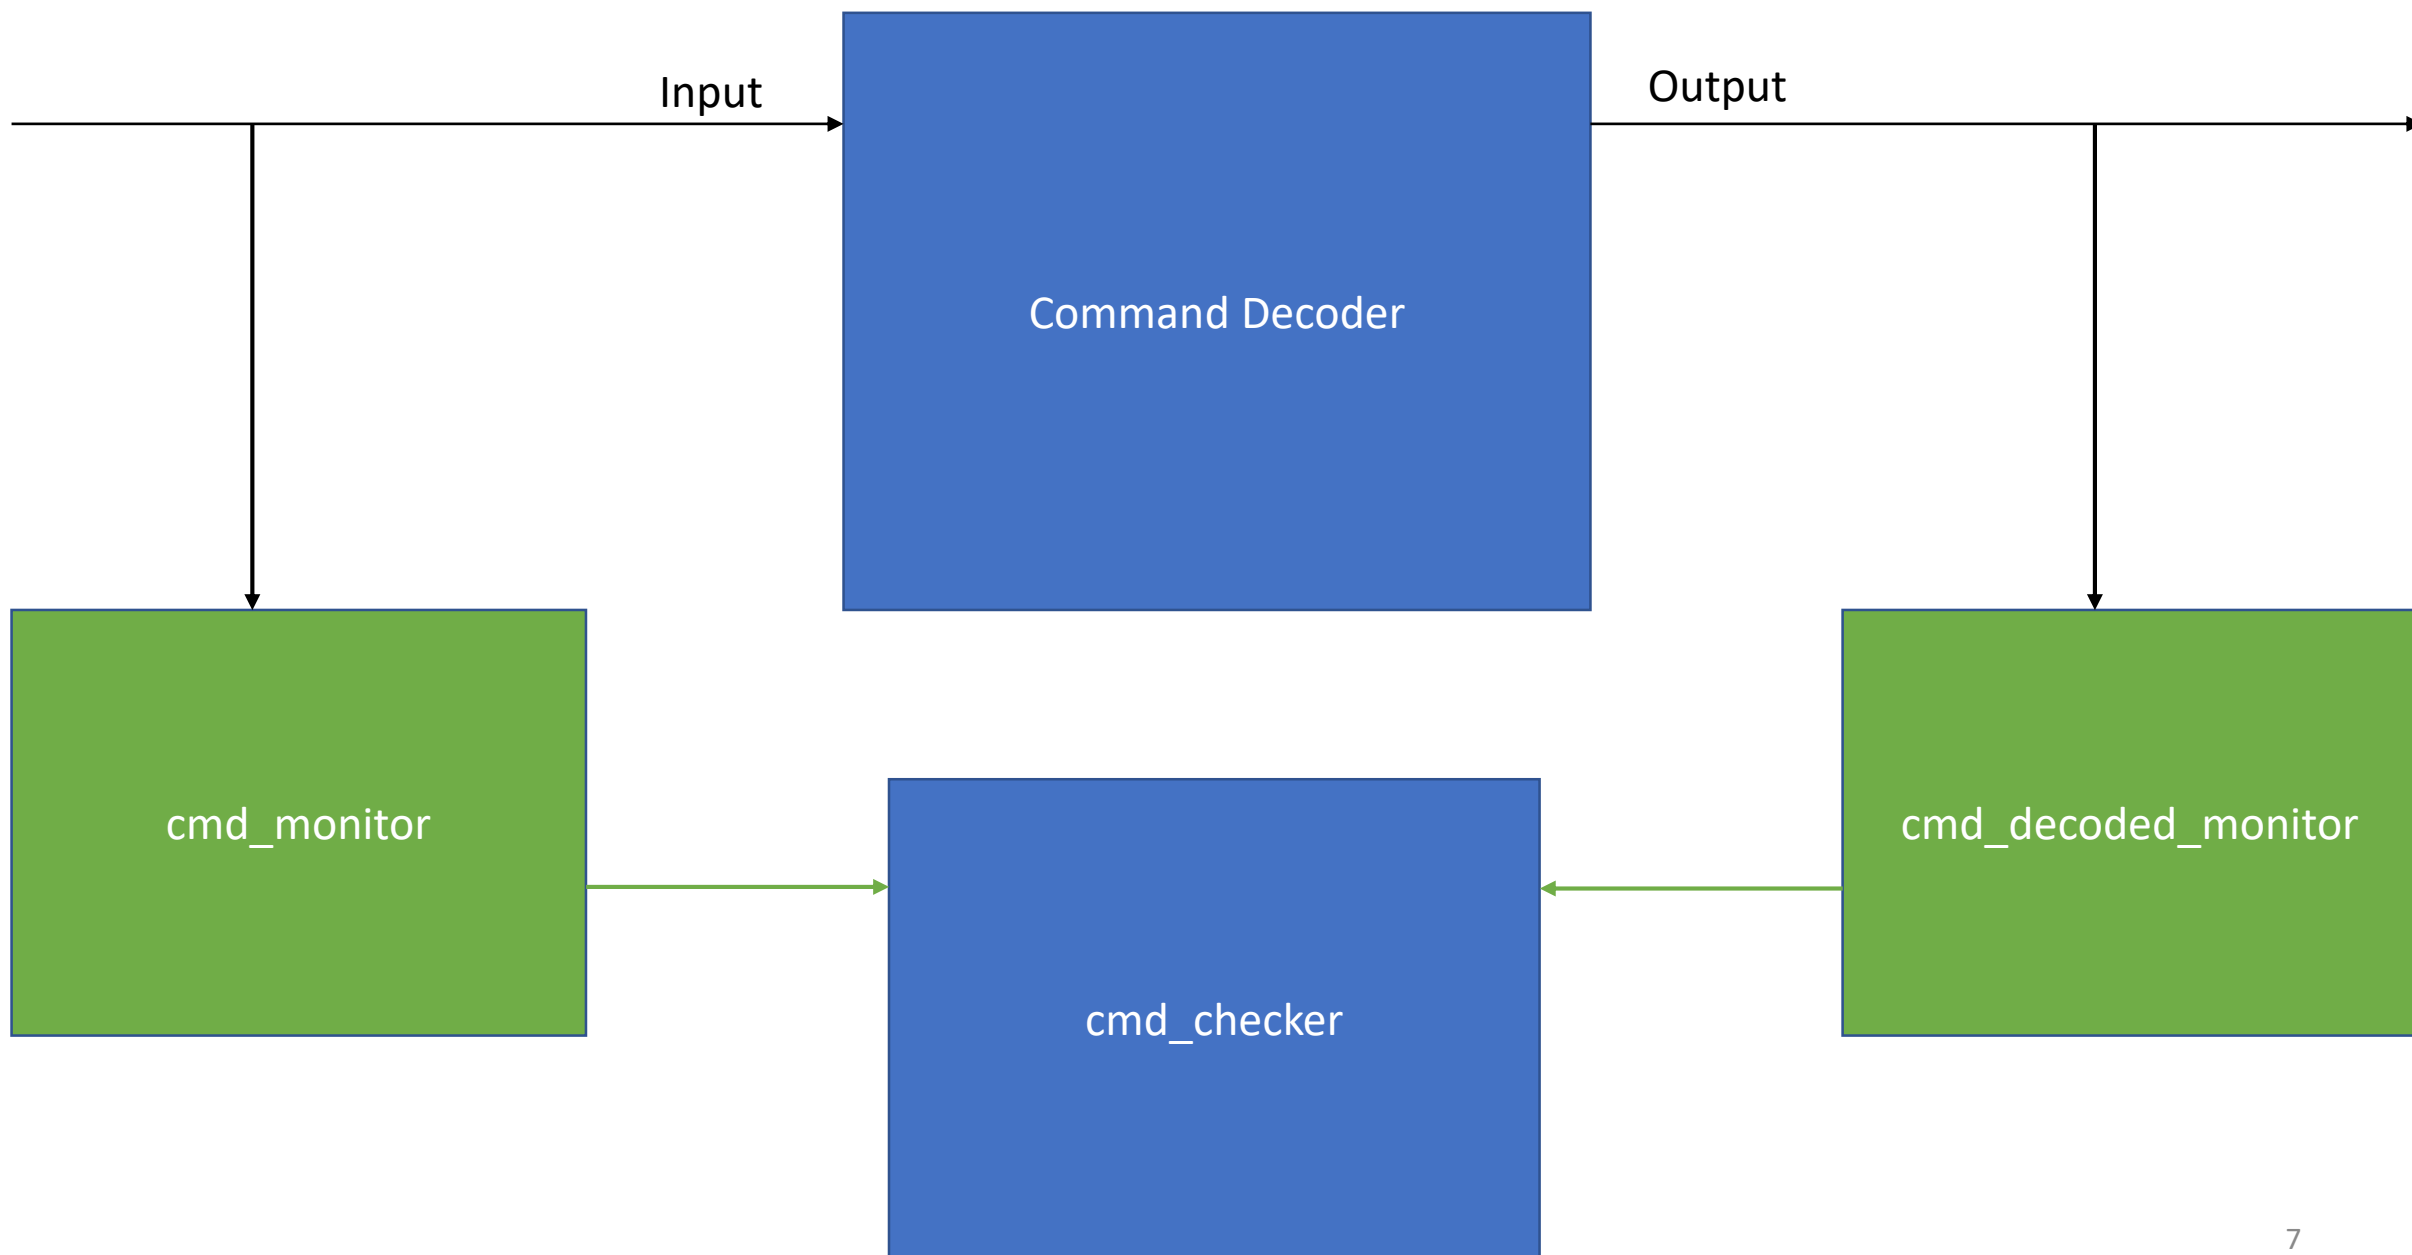 Input
Output
Command Decoder
cmd_monitor
cmd_decoded_monitor
cmd_checker
7